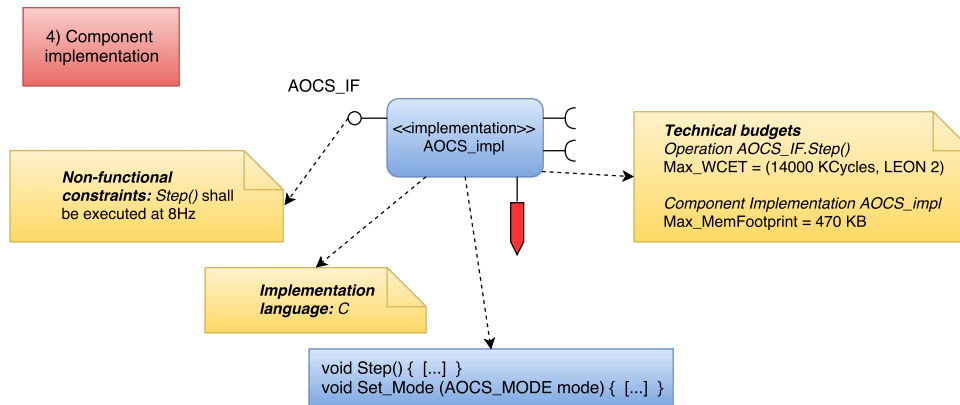 4) Component
implementation
AOCS_IF
<<implementation>>
AOCS_impl
Technical budgets
Operation AOCS_IF.Step()
Max_WCET = (14000 KCycles, LEON 2)
Component Implementation AOCS_impl
Max_MemFootprint = 470 KB
Non-functional
constraints: Step() shall
be executed at 8Hz
Implementation
language: C
void Step() { [...] }
void Set_Mode (AOCS_MODE mode) { [...] }